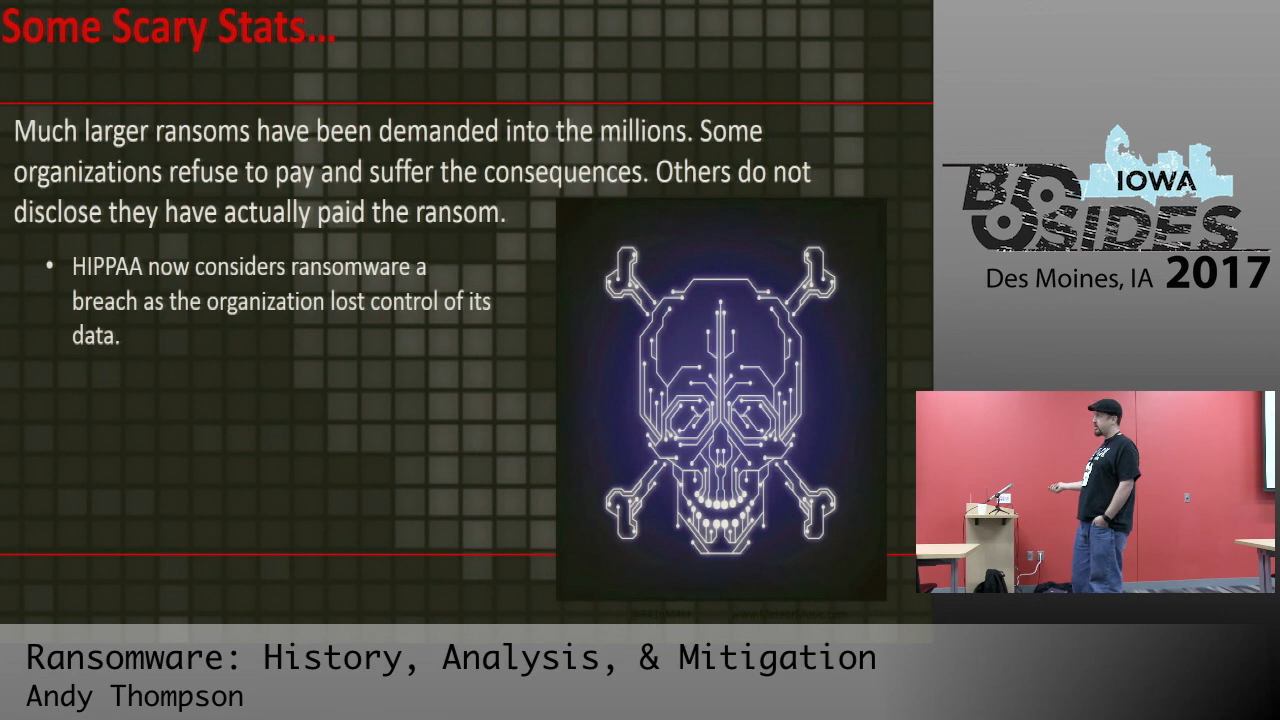 Some Scary Stats...
Much larger ransoms have been demanded into the millions. Some
organizations refuse to pay and suffer the consequences. Others do not
disclose they have actually paid the ransom.
• HIPPAA now considers ransomware a
breach as the organization lost control of its
data.
IOWA
BSIDES
Des Moines, IA 2017
Ransomware: History, Analysis, & Mitigation
Andy Thompson